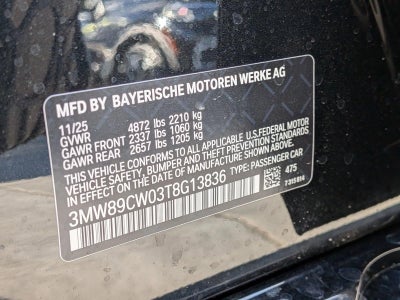 MFD BY BAYERISCHE MOTOREN WERKE AG
11/25
GVWR 4872 lbs 2210 kg
GAWR FRONT 2337 lbs 1060 kg
GAWR REAR 2657 lbs 1205 kg
THIS VEHICLE CONFORMS TO ALL APPLICABLE U.S.FEDERAL MOTOR
VEHICLE SAFETY, BUMPER AND THEFT PREVENTION STANDARDS
IN EFFECT ON THE DATE OF MANUFACTURE SHOWN ABOVE.
3MW89CW03T8G13836 TYPE: PASSENGER CAR
475
7315814